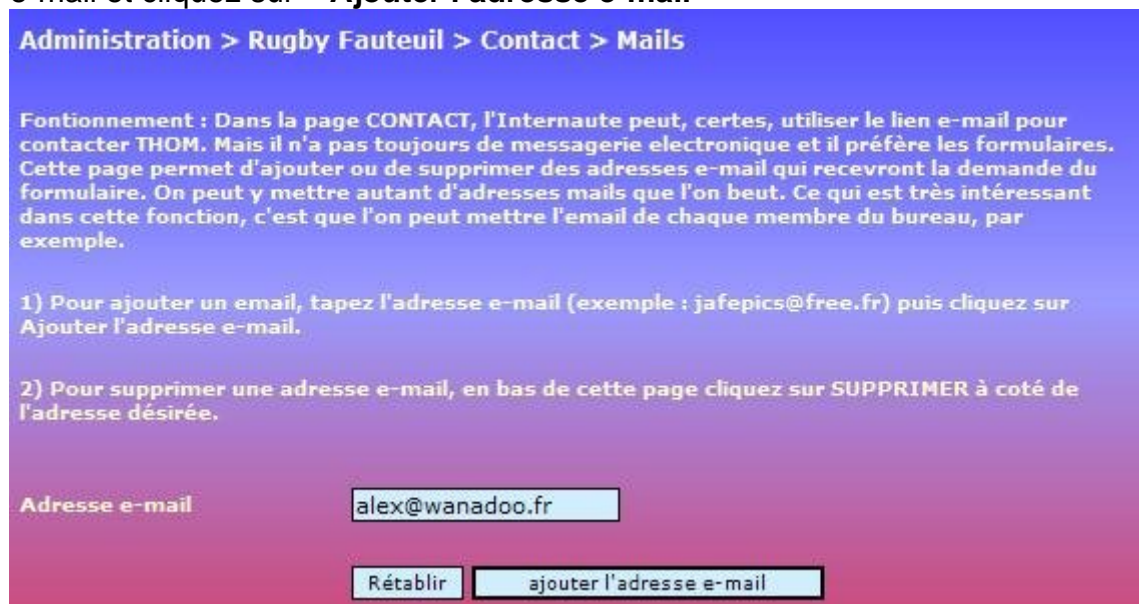 e-mail et cliquez sur « Ajouter l'adresse e-mail »
Administration > Rugby Fauteuil > Contact > Mails
Fontionnement : Dans la page CONTACT, l'Internaute peut, certes, utiliser le lien e-mail pour
contacter THOM. Mais il n'a pas toujours de messagerie electronique et il préfère les formulaires.
Cette page permet d'ajouter ou de supprimer des adresses e-mail qui recevront la demande du
formulaire. On peut y mettre autant d'adresses mails que l'on beut. Ce qui est très intéressant
dans cette fonction, c'est que l'on peut mettre l'email de chaque membre du bureau, par
exemple.
1) Pour ajouter un email, tapez l'adresse e-mail (exemple : jafepics@free.fr) puis cliquez sur
Ajouter l'adresse e-mail.
2) Pour supprimer une adresse e-mail, en bas de cette page cliquez sur SUPPRIMER à coté de
l'adresse désirée.
Adresse e-mail alex@wanadoo.fr
Rétablir ajouter l'adresse e-mail